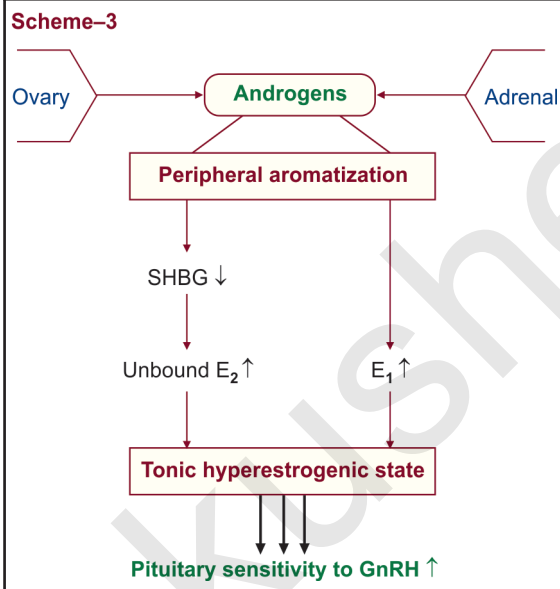 Scheme–3
Ovary
Androgens
Adrenal
Peripheral aromatization
SHBG ↓
Unbound E₂ ↑
E₁ ↑
Tonic hyperestrogenic state
Pituitary sensitivity to GnRH ↑